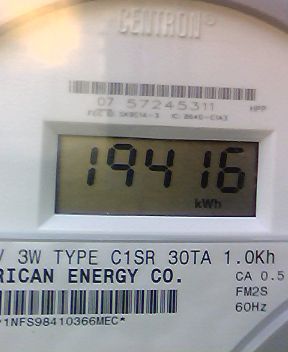 CENTRON®
07 57245311 HPP
19416
kWh
V 3W TYPE C1SR 30TA 1.0Kh
RICAN ENERGY CO.
CA 0.5
FM2S
60Hz
*1NFS98410366MEC*